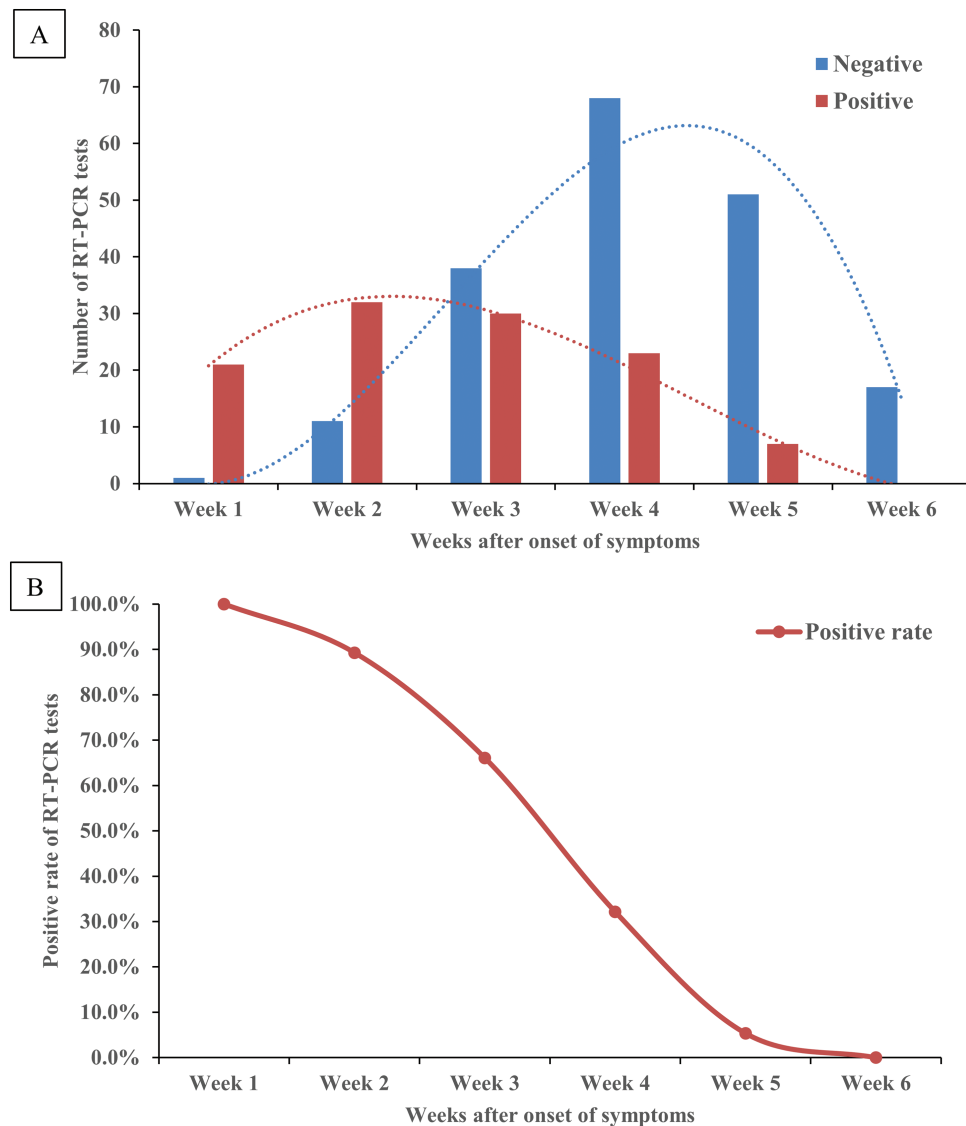 A
80
70
60
50
40
30
20
10
0
Number of RT-PCR tests
Negative
Positive
Week 1 Week 2 Week 3 Week 4 Week 5 Week 6
Weeks after onset of symptoms
B
100.0%
90.0%
80.0%
70.0%
60.0%
50.0%
40.0%
30.0%
20.0%
10.0%
0.0%
Positive rate of RT-PCR tests
Positive rate
Week 1 Week 2 Week 3 Week 4 Week 5 Week 6
Weeks after onset of symptoms